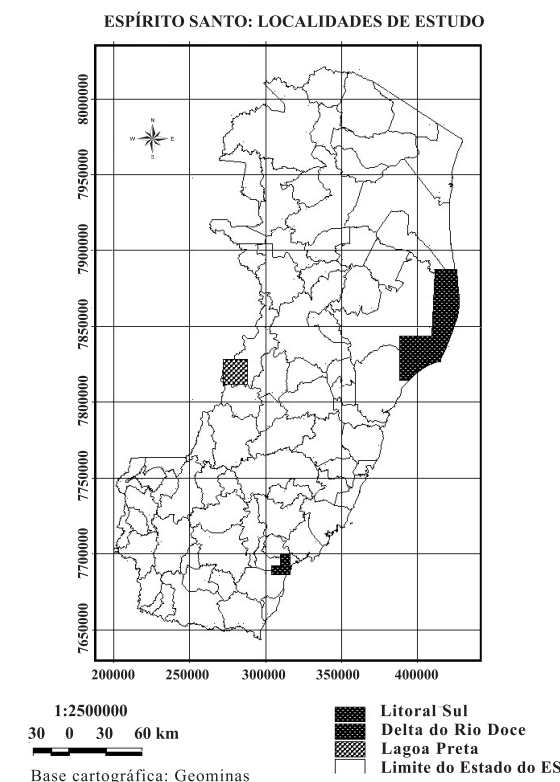 ESPÍRITO SANTO: LOCALIDADES DE ESTUDO
8000000
7950000
7900000
7850000
7800000
7750000
7700000
7650000
N
W E
S
200000 250000 300000 350000 400000
1:2500000
30 0 30 60 km
Base cartográfica: Geominas
Litoral Sul
Delta do Rio Doce
Lagoa Preta
Limite do Estado do ES